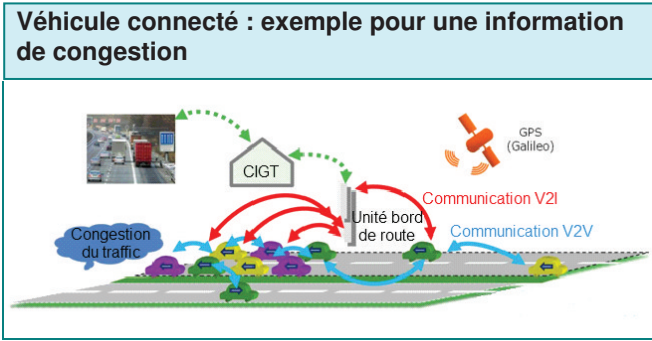 Véhicule connecté : exemple pour une information
de congestion
GPS
(Galileo)
CIGT
Communication V2I
Unité bord
de route
Communication V2V
Congestion
du traffic